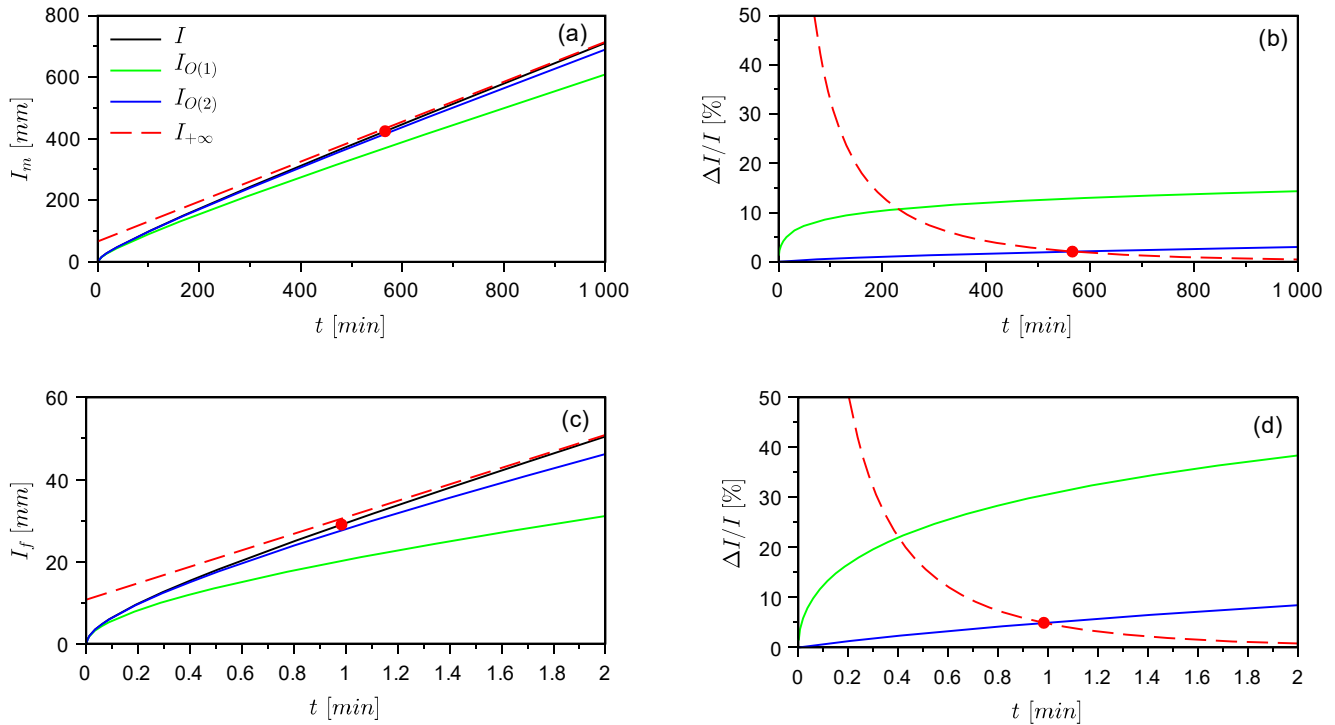 (a)
I
I_{O(1)}
I_{O(2)}
I_{+∞}
I_m [mm]
800
600
400
200
0
0 200 400 600 800 1 000
t [min]
(b)
ΔI/I [%]
50
40
30
20
10
0
0 200 400 600 800 1 000
t [min]
(c)
I_f [mm]
60
40
20
0
0 0.2 0.4 0.6 0.8 1 1.2 1.4 1.6 1.8 2
t [min]
(d)
ΔI/I [%]
50
40
30
20
10
0
0 0.2 0.4 0.6 0.8 1 1.2 1.4 1.6 1.8 2
t [min]